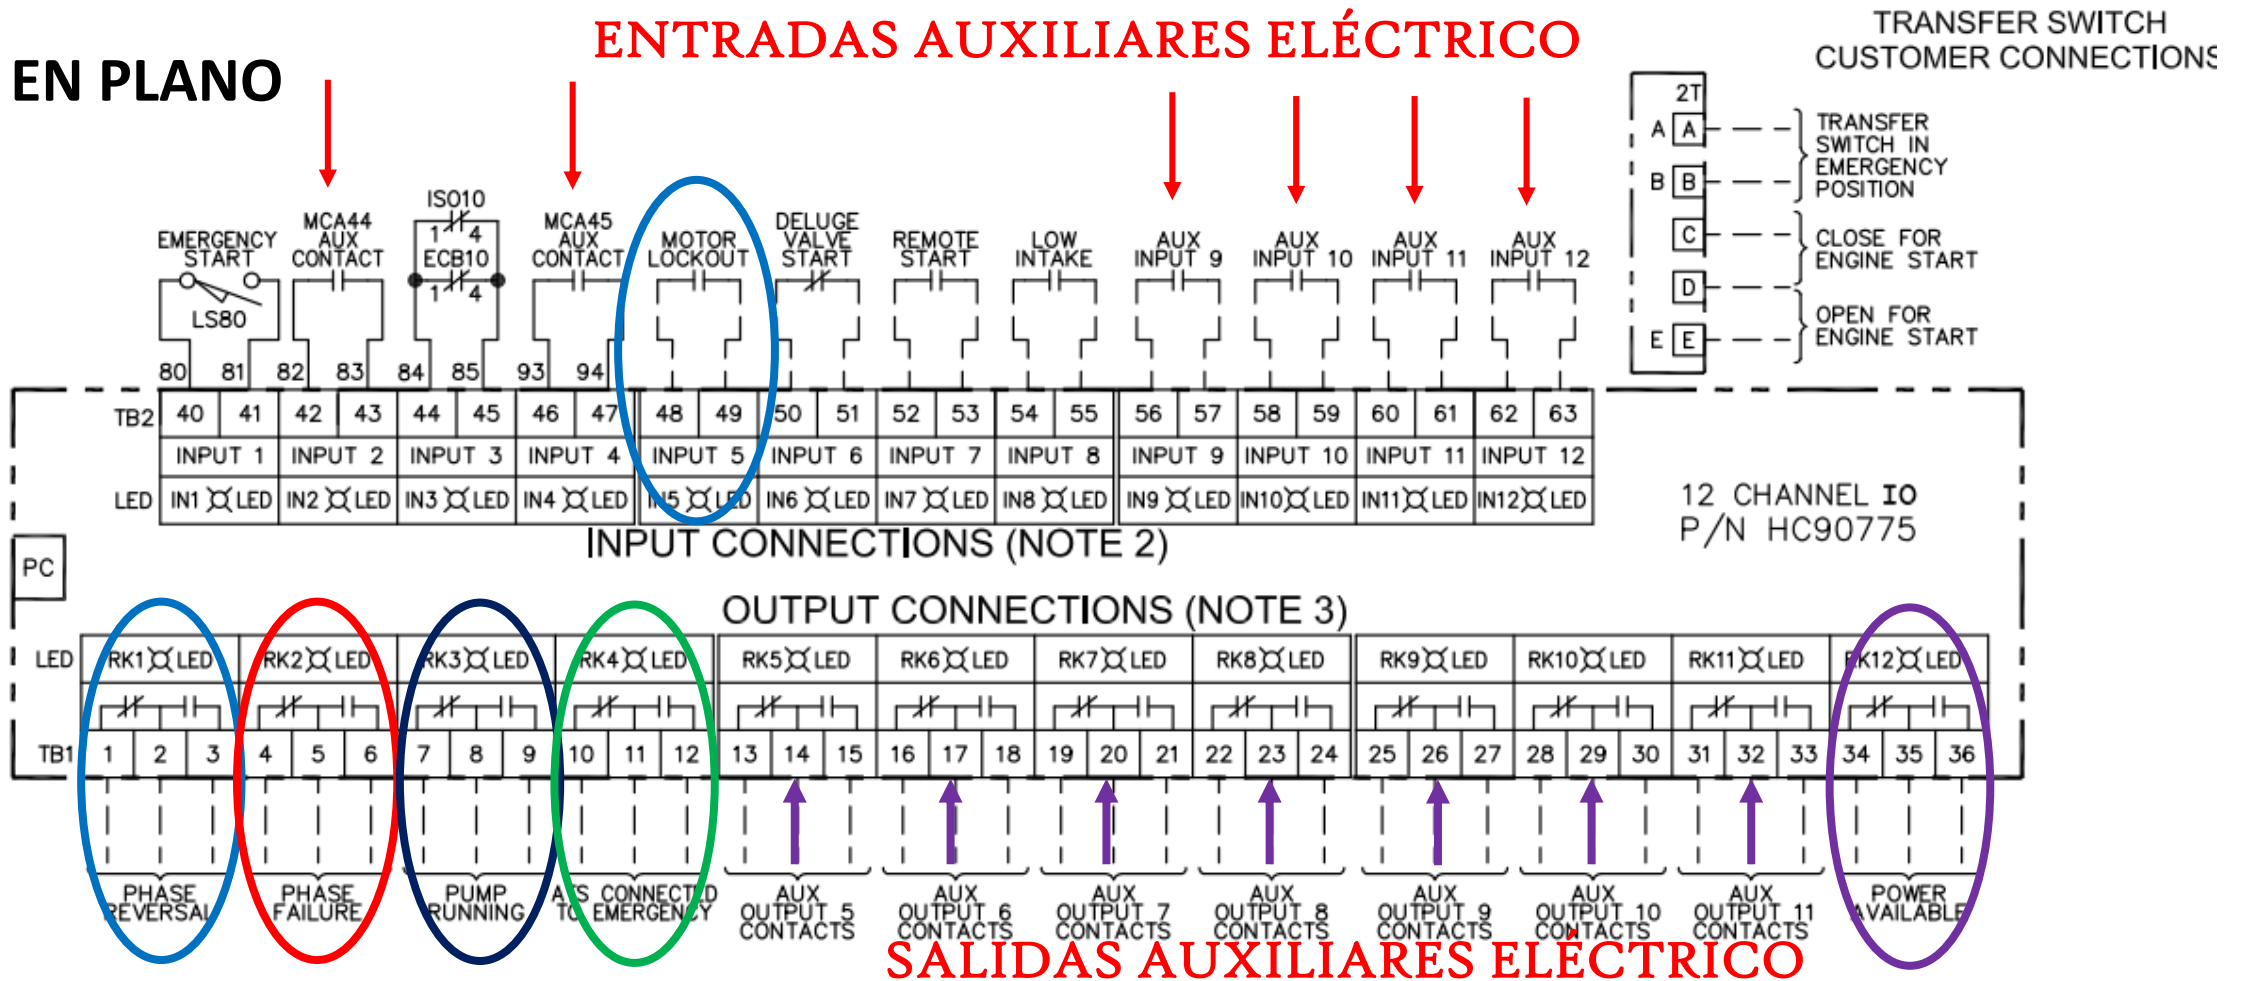 ENTRADAS AUXILIARES ELÉCTRICO
TRANSFER SWITCH
CUSTOMER CONNECTIONS
EN PLANO
2T
A A
TRANSFER
SWITCH IN
EMERGENCY
POSITION
B B
C
CLOSE FOR
ENGINE START
D
OPEN FOR
ENGINE START
E E
EMERGENCY
START
LS80
MCA44
AUX
CONTACT
ISO10
1 4
ECB10
1 4
MCA45
AUX
CONTACT
MOTOR
LOCKOUT
DELUGE
VALVE
START
REMOTE
START
LOW
INTAKE
AUX
INPUT 9
AUX
INPUT 10
AUX
INPUT 11
AUX
INPUT 12
80 81 82 83 84 85 93 94
TB2 40 41 42 43 44 45 46 47 48 49 50 51 52 53 54 55 56 57 58 59 60 61 62 63
INPUT 1 INPUT 2 INPUT 3 INPUT 4 INPUT 5 INPUT 6 INPUT 7 INPUT 8 INPUT 9 INPUT 10 INPUT 11 INPUT 12
LED IN1 LED IN2 LED IN3 LED IN4 LED IN5 LED IN6 LED IN7 LED IN8 LED IN9 LED IN10 LED IN11 LED IN12 LED
12 CHANNEL IO
P/N HC90775
INPUT CONNECTIONS (NOTE 2)
PC
OUTPUT CONNECTIONS (NOTE 3)
LED RK1 LED RK2 LED RK3 LED RK4 LED RK5 LED RK6 LED RK7 LED RK8 LED RK9 LED RK10 LED RK11 LED RK12 LED
TB1 1 2 3 4 5 6 7 8 9 10 11 12 13 14 15 16 17 18 19 20 21 22 23 24 25 26 27 28 29 30 31 32 33 34 35 36
PHASE
REVERSAL
PHASE
FAILURE
PUMP
RUNNING
ATS CONNECTED
TO EMERGENCY
AUX
OUTPUT 5
CONTACTS
AUX
OUTPUT 6
CONTACTS
AUX
OUTPUT 7
CONTACTS
AUX
OUTPUT 8
CONTACTS
AUX
OUTPUT 9
CONTACTS
AUX
OUTPUT 10
CONTACTS
AUX
OUTPUT 11
CONTACTS
POWER
AVAILABLE
SALIDAS AUXILIARES ELÉCTRICO